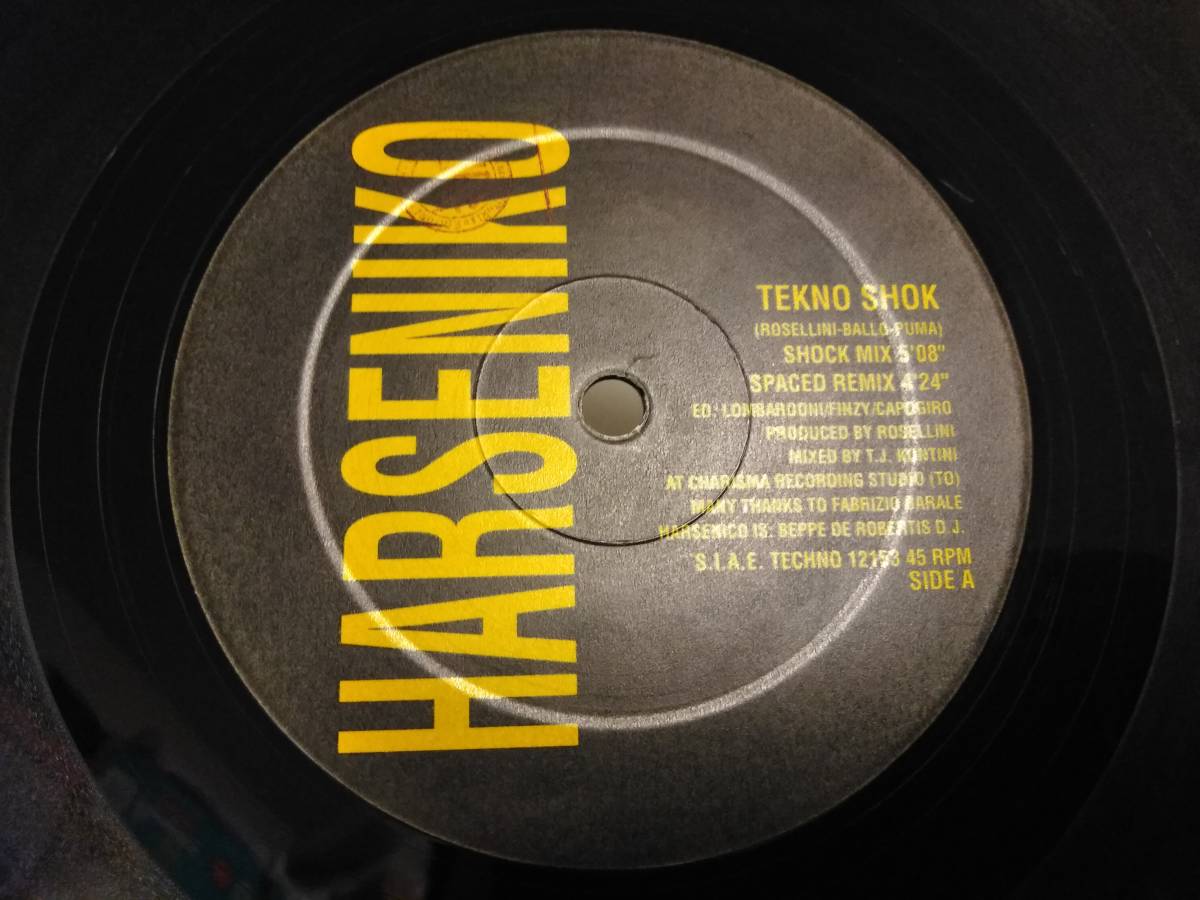 HARSENIKO
TEKNO SHOK
(ROSELLINI-BALLO-PUMA)
SHOCK MIX 5'08"
SPACED REMIX 4'24"
ED.: LOMBARDONI/FINZY/CAPOGIRO
PRODUCED BY ROSELLINI
MIXED BY T.J. KONTINI
AT CHARISMA RECORDING STUDIO (TO)
MANY THANKS TO FABRIZIO BARALE
HARSENICO IS: BEPPE DE ROBERTIS D.J.
S.I.A.E. TECHNO 12153 45 RPM
SIDE A